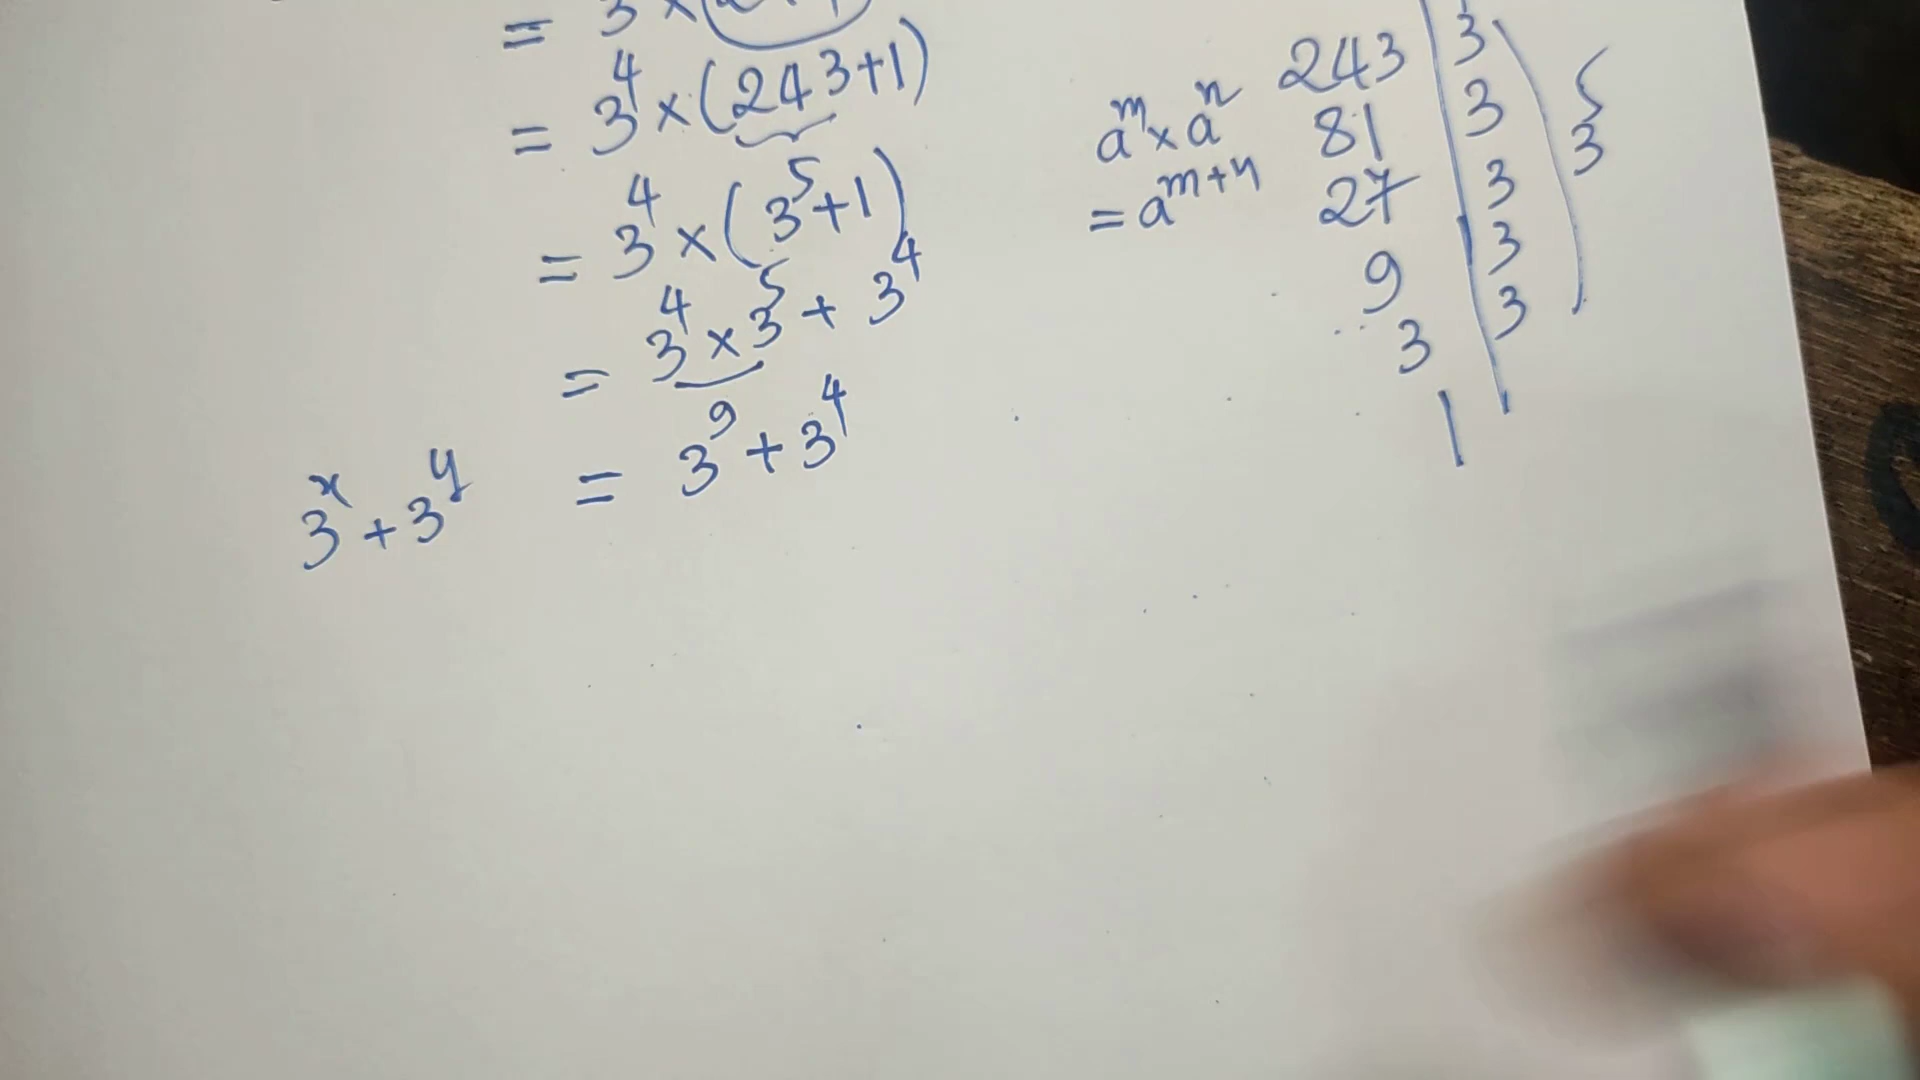 = 3⁴ × (243+1)
= 3⁴ × (3⁵+1)
= 3⁴ × 3⁵ + 3⁴
3ˣ + 3ʸ = 3⁹ + 3⁴
aᵐ × aⁿ
= aᵐ⁺ⁿ
3
243 3
81 3
27 3
9 3
3 3
1
3⁵